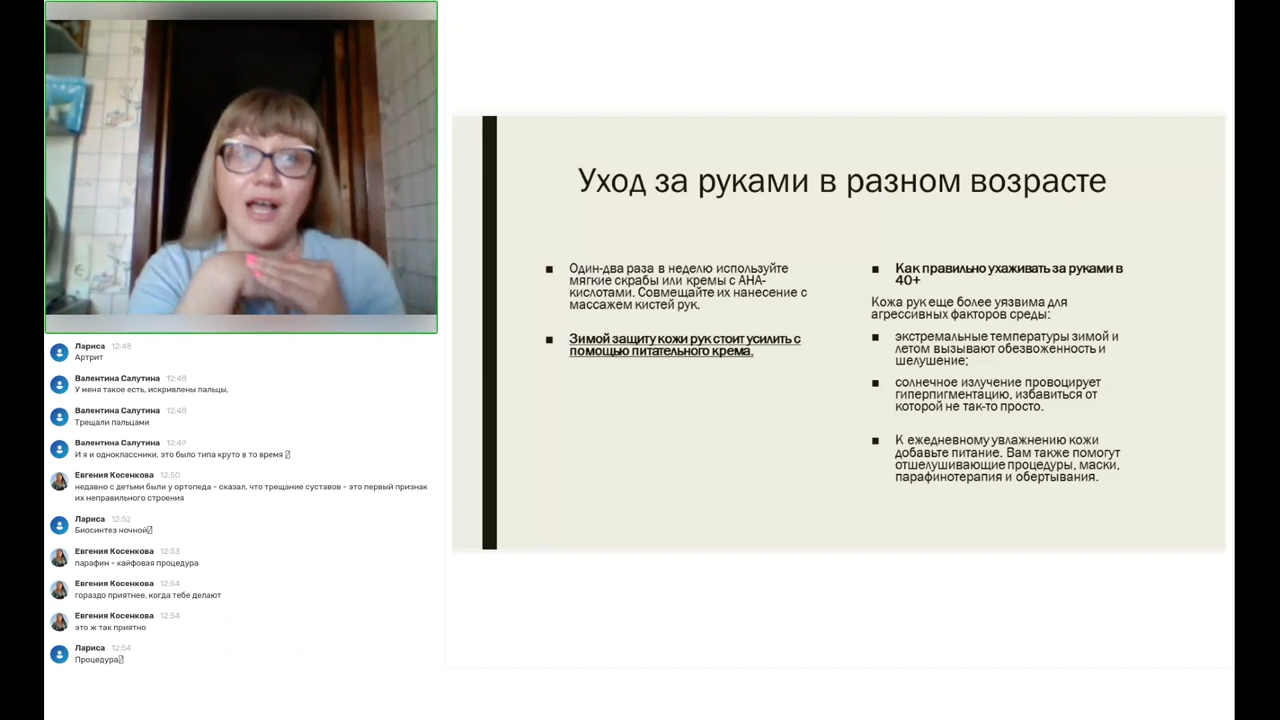 Лариса 12:48
Артрит
Валентина Салутина 12:48
У меня такое есть, искривлены пальцы,
Валентина Салутина 12:48
Трещали пальцами
Валентина Салутина 12:49
И я и одноклассники, это было типа круто в то время
Евгения Косенкова 12:50
недавно с детьми были у ортопеда - сказал, что трещание суставов - это первый признак
их неправильного строения
Лариса 12:52
Биосинтез ночной
Евгения Косенкова 12:53
парафин - кайфовая процедура
Евгения Косенкова 12:54
гораздо приятнее, когда тебе делают
Евгения Косенкова 12:54
это ж так приятно
Лариса 12:54
Процедура
Уход за руками в разном возрасте
Один-два раза в неделю используйте
мягкие скрабы или кремы с АНА-
кислотами. Совмещайте их нанесение с
массажем кистей рук.
Зимой защиту кожи рук стоит усилить с
помощью питательного крема.
Как правильно ухаживать за руками в
40+
Кожа рук еще более уязвима для
агрессивных факторов среды:
экстремальные температуры зимой и
летом вызывают обезвоженность и
шелушение;
солнечное излучение провоцирует
гиперпигментацию, избавиться от
которой не так-то просто.
К ежедневному увлажнению кожи
добавьте питание. Вам также помогут
отшелушивающие процедуры, маски,
парафинотерапия и обертывания.